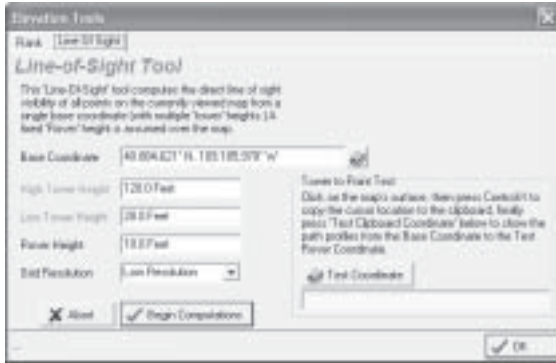 Elevation Tools
Rank Line-Of-Sight
Line-of-Sight Tool
This 'Line-Of-Sight' tool computes the direct line of sight
visibility of all points on the currently viewed map from a
single base coordinate (with multiple 'tower' heights.) A
fixed 'Rover' height is assumed over the map.
Base Coordinate
High Tower Height 120.0 Feet
Low Tower Height 20.0 Feet
Rover Height 10.0 Feet
Grid Resolution Low Resolution
Abort Begin Computations
Tower to Point Test
Click on the map's surface, then press Control-X to
copy the cursor location to the clipboard, finally
press 'Test Clipboard Coordinate' below to show the
path profiles from the Base Coordinate to the Test
Rover Coordinate.
Test Coordinate
OK